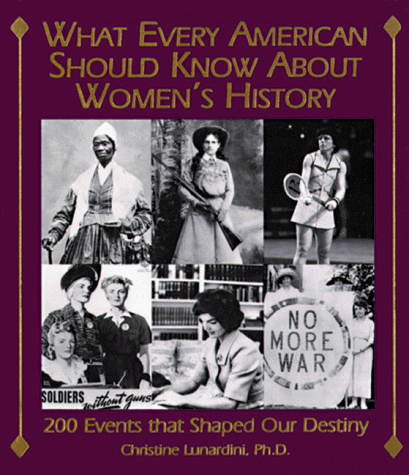 WHAT EVERY AMERICAN
SHOULD KNOW ABOUT
WOMEN'S HISTORY
NO
MORE
WAR
SOLDIERS without guns
200 Events that Shaped Our Destiny
Christine Lunardini, Ph.D.